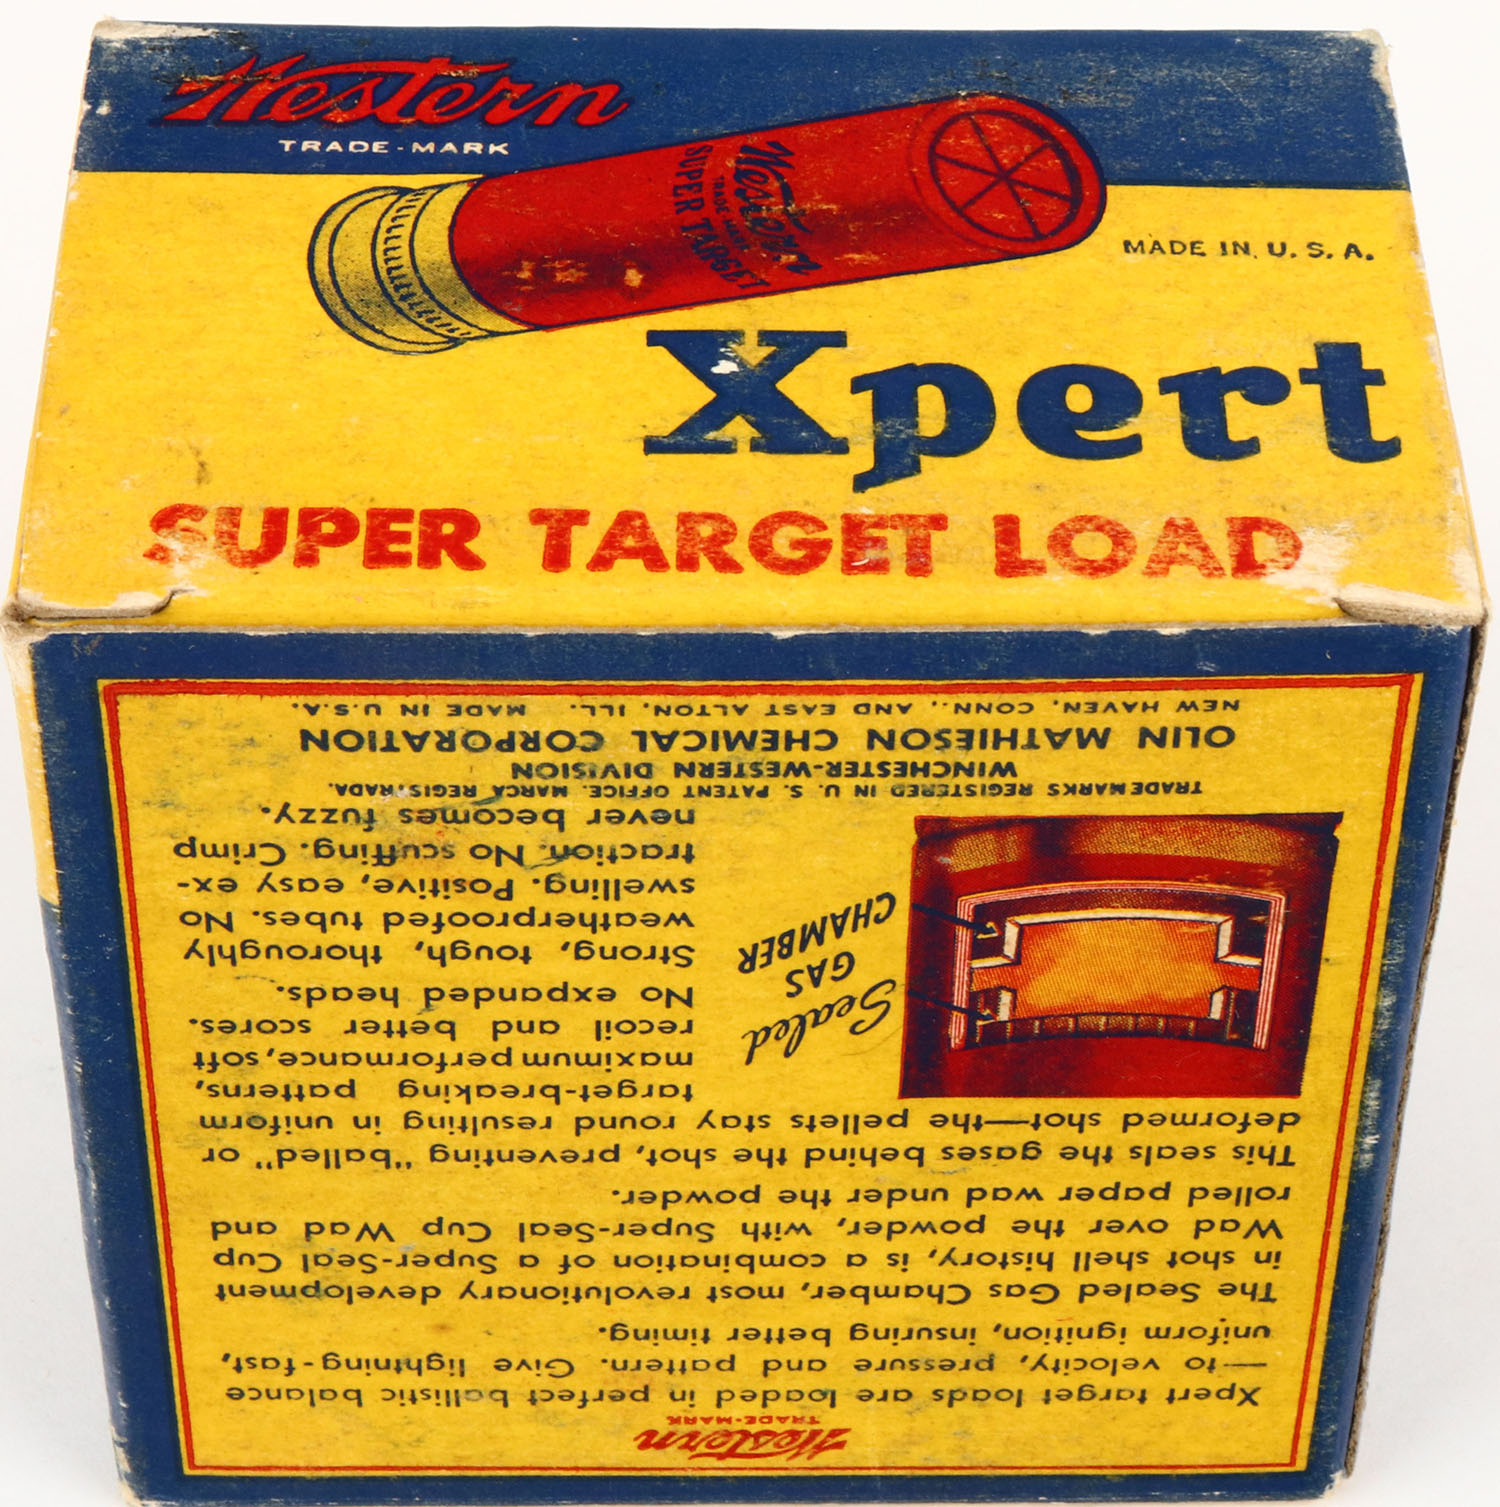 Western
TRADE-MARK
Western
TRADE-MARK
SUPER TARGET
MADE IN U. S. A.
Xpert
SUPER TARGET LOAD
Western
TRADE-MARK
Xpert target loads are loaded in perfect ballistic balance
—to velocity, pressure and pattern. Give lightning-fast,
uniform ignition, insuring better timing.
The Sealed Gas Chamber, most revolutionary development
in shot shell history, is a combination of a Super-Seal Cup
Wad over the powder, with Super-Seal Cup Wad and
rolled paper wad under the powder.
This seals the gases behind the shot, preventing "balled" or
deformed shot—the pellets stay round resulting in uniform
target-breaking patterns,
maximum performance, soft
recoil and better scores.
No expanded heads.
Strong, tough, thoroughly
weatherproofed tubes. No
swelling. Positive, easy ex-
traction. No scuffing. Crimp
never becomes fuzzy.
Sealed
GAS
CHAMBER
TRADEMARKS REGISTERED IN U. S. PATENT OFFICE. MARCA REGISTRADA.
WINCHESTER-WESTERN DIVISION
OLIN MATHIESON CHEMICAL CORPORATION
NEW HAVEN, CONN., AND EAST ALTON, ILL. MADE IN U.S.A.